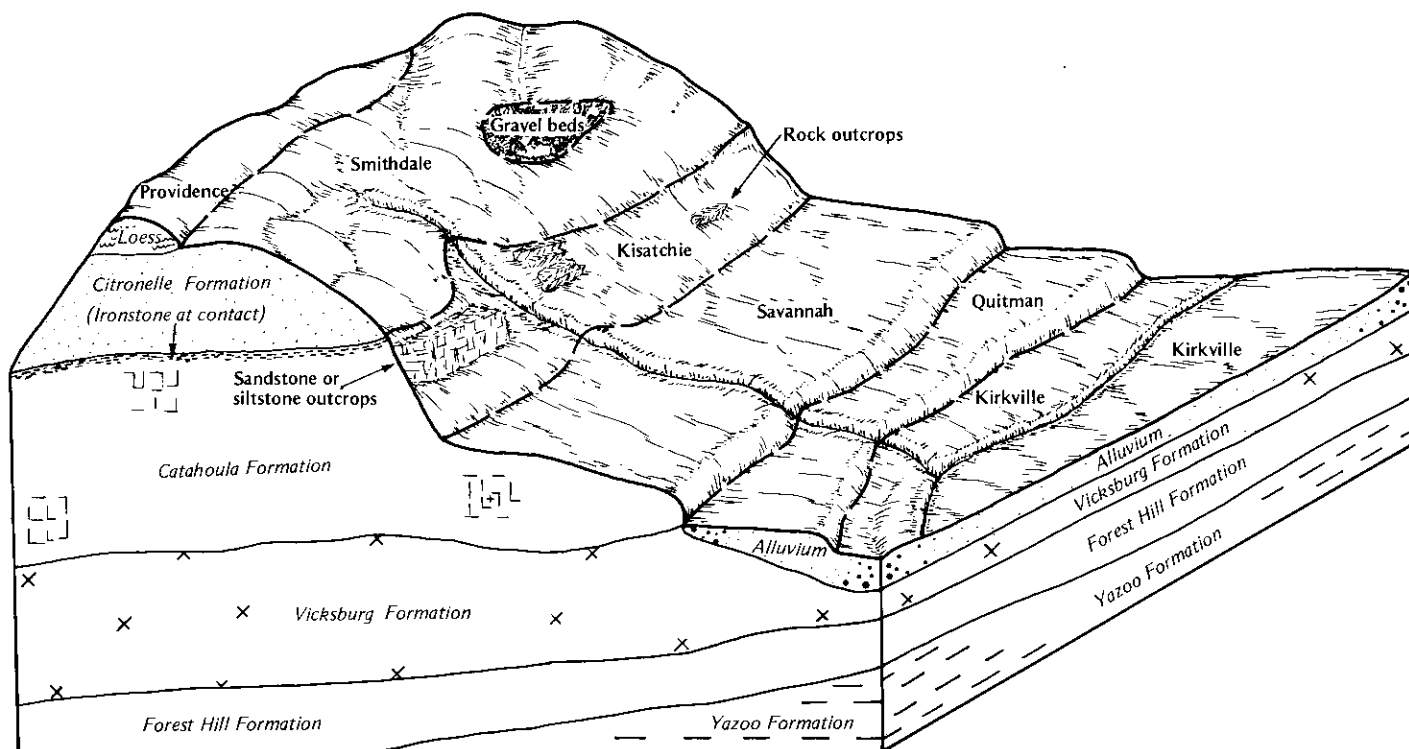 Gravel beds
Rock outcrops
Smithdale
Providence
Loess
Kisatchie
Citronelle Formation
(Ironstone at contact)
Savannah
Quitman
Kirkville
Sandstone or
siltstone outcrops
Kirkville
Catahoula Formation
Alluvium
Vicksburg Formation
Forest Hill Formation
Yazoo Formation
Alluvium
Vicksburg Formation
Forest Hill Formation
Yazoo Formation